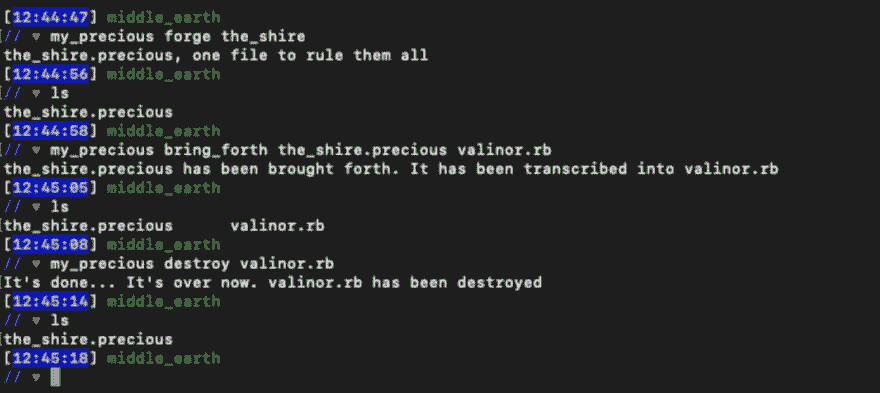 [12:44:47] middle_earth
// ♥ my_precious forge the_shire
the_shire.precious, one file to rule them all
[12:44:56] middle_earth
// ♥ ls
the_shire.precious
[12:44:58] middle_earth
// ♥ my_precious bring_forth the_shire.precious valinor.rb
the_shire.precious has been brought forth. It has been transcribed into valinor.rb
[12:45:05] middle_earth
// ♥ ls
the_shire.precious valinor.rb
[12:45:08] middle_earth
// ♥ my_precious destroy valinor.rb
It's done... It's over now. valinor.rb has been destroyed
[12:45:14] middle_earth
// ♥ ls
the_shire.precious
[12:45:18] middle_earth
// ♥